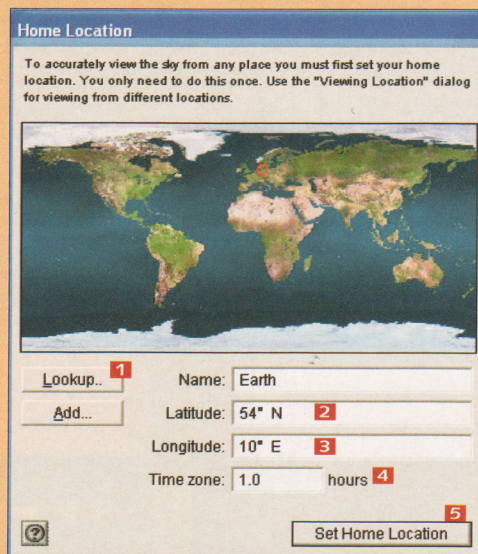 Home Location
To accurately view the sky from any place you must first set your home
location. You only need to do this once. Use the "Viewing Location" dialog
for viewing from different locations.
Lookup.. 1
Name: Earth
Add...
Latitude: 54° N 2
Longitude: 10° E 3
Time zone: 1.0 hours 4
5
? Set Home Location